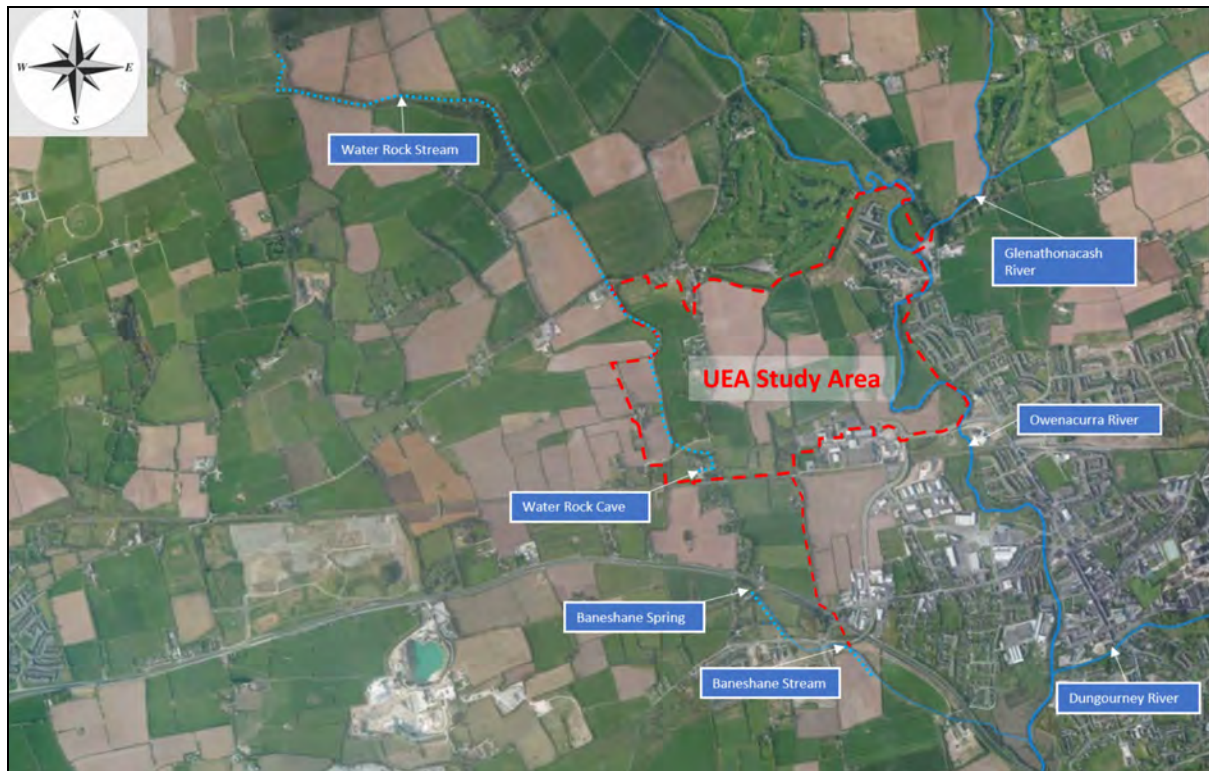 N
W
E
S
Water Rock Stream
Glenathonacash
River
UEA Study Area
Owenacurra River
Water Rock Cave
Baneshane Spring
Baneshane Stream
Dungourney River